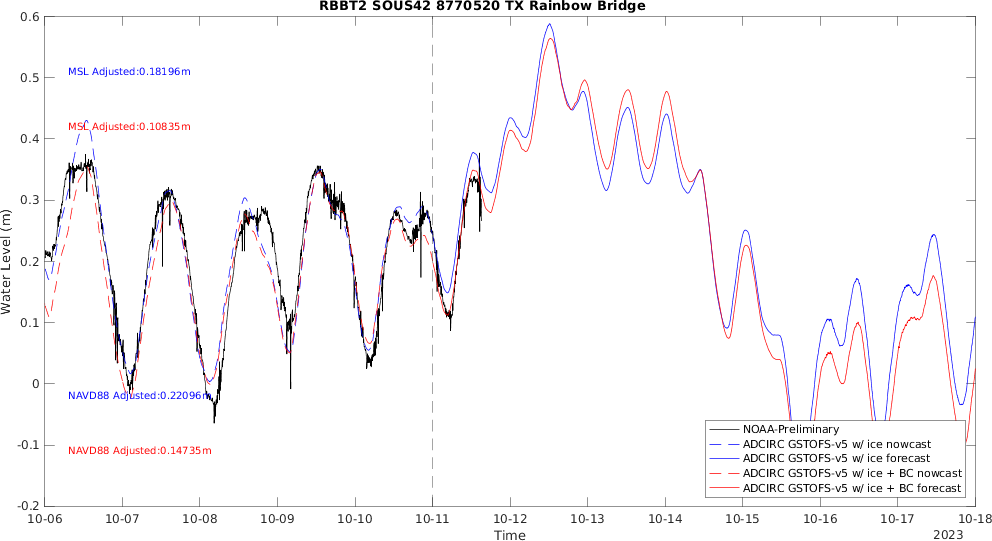 RBBT2 SOUS42 8770520 TX Rainbow Bridge
0.6
0.5
0.4
0.3
0.2
0.1
0
-0.1
-0.2
Water Level (m)
MSL Adjusted:0.18196m
MSL Adjusted:0.10835m
NAVD88 Adjusted:0.22096m
NAVD88 Adjusted:0.14735m
NOAA-Preliminary
ADCIRC GSTOFS-v5 w/ ice nowcast
ADCIRC GSTOFS-v5 w/ ice forecast
ADCIRC GSTOFS-v5 w/ ice + BC nowcast
ADCIRC GSTOFS-v5 w/ ice + BC forecast
10-06 10-07 10-08 10-09 10-10 10-11 10-12 10-13 10-14 10-15 10-16 10-17 10-18
Time
2023